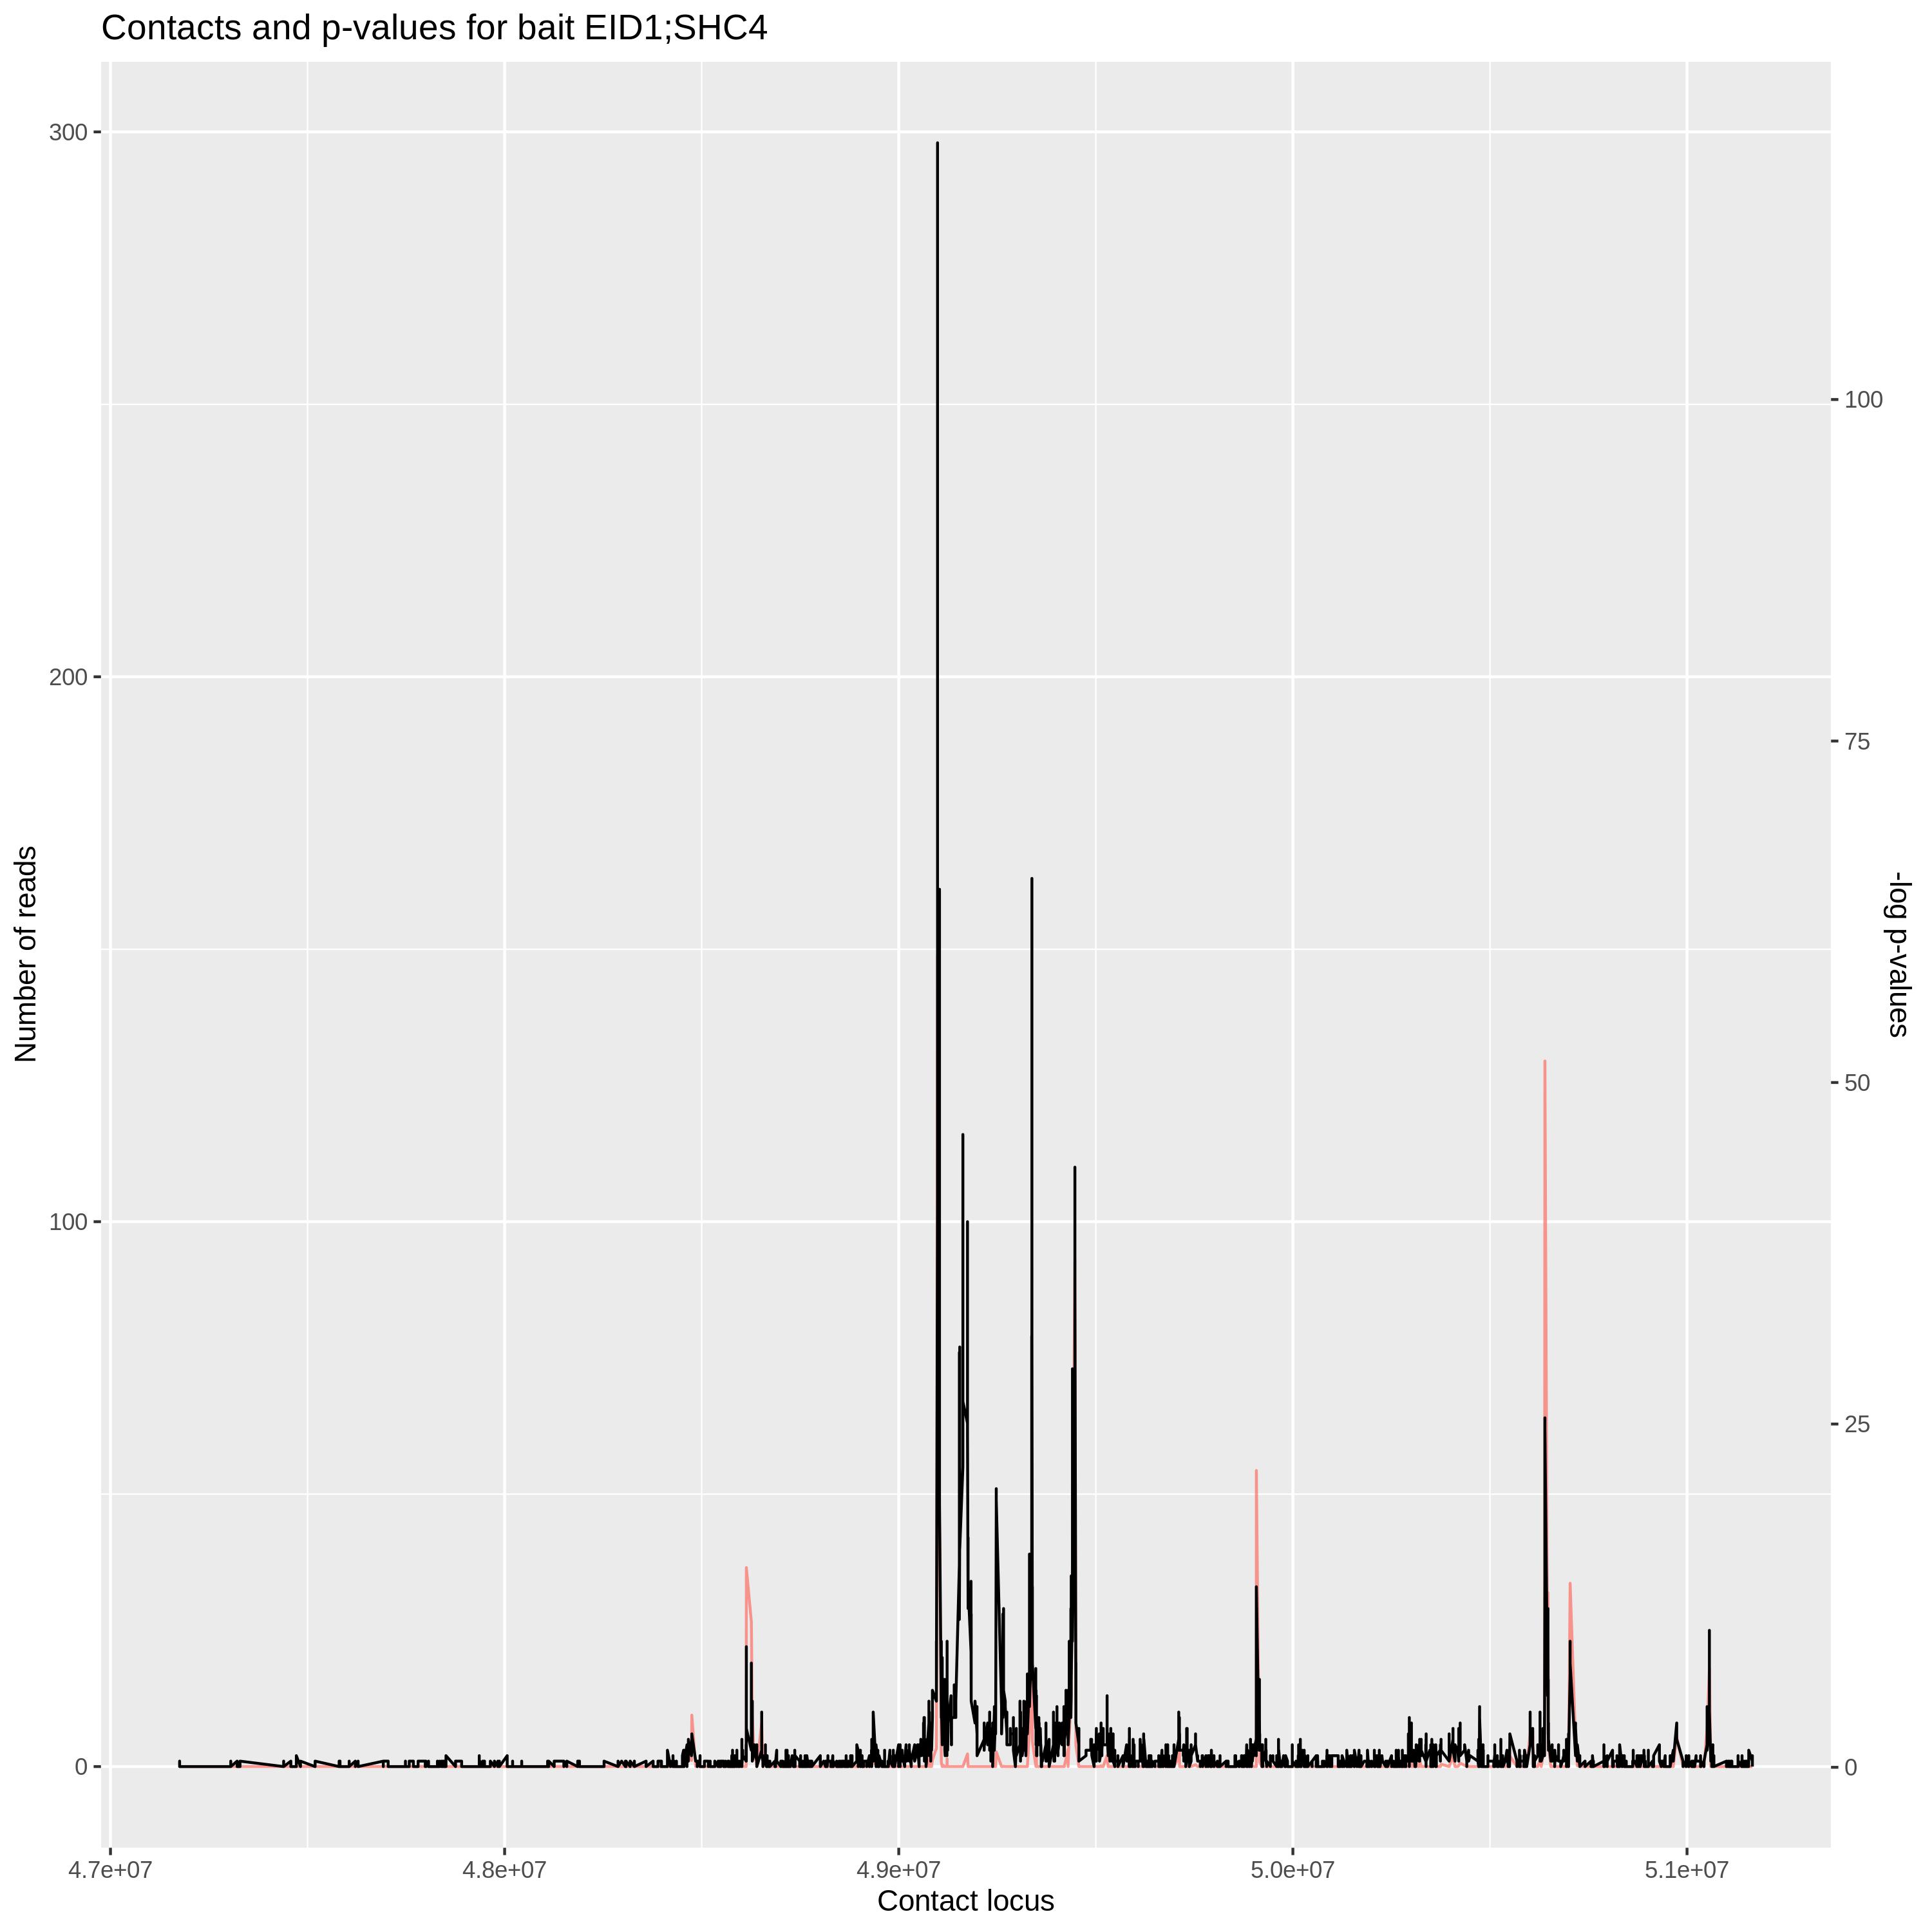 Contacts and p-values for bait EID1;SHC4
Number of reads
300
200
100
0
100
75
50
25
0
-log p-values
4.7e+07 4.8e+07 4.9e+07 5.0e+07 5.1e+07
Contact locus